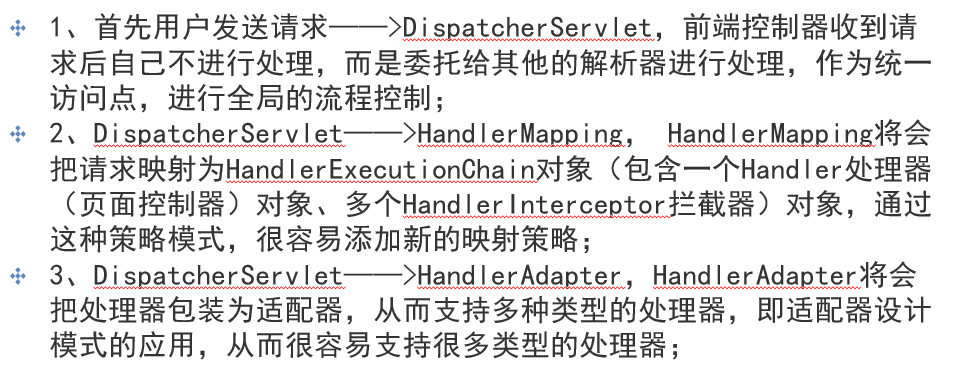 1、首先用户发送请求——>DispatcherServlet，前端控制器收到请
求后自己不进行处理，而是委托给其他的解析器进行处理，作为统一
访问点，进行全局的流程控制；
2、DispatcherServlet——>HandlerMapping， HandlerMapping将会
把请求映射为HandlerExecutionChain对象（包含一个Handler处理器
（页面控制器）对象、多个HandlerInterceptor拦截器）对象，通过
这种策略模式，很容易添加新的映射策略；
3、DispatcherServlet——>HandlerAdapter，HandlerAdapter将会
把处理器包装为适配器，从而支持多种类型的处理器，即适配器设计
模式的应用，从而很容易支持很多类型的处理器；